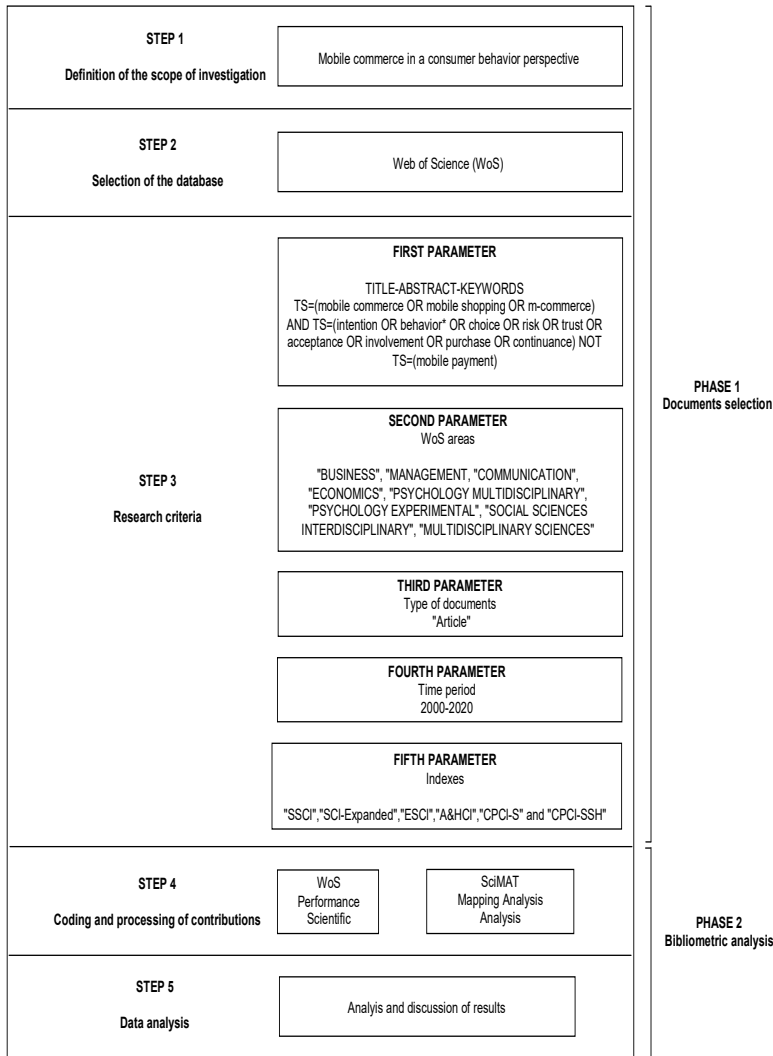 STEP 1
Definition of the scope of investigation
Mobile commerce in a consumer behavior perspective
STEP 2
Selection of the database
Web of Science (WoS)
STEP 3
Research criteria
FIRST PARAMETER
TITLE-ABSTRACT-KEYWORDS
TS=(mobile commerce OR mobile shopping OR m-commerce)
AND TS=(intention OR behavior* OR choice OR risk OR trust OR
acceptance OR involvement OR purchase OR continuance) NOT
TS=(mobile payment)
SECOND PARAMETER
WoS areas
"BUSINESS", "MANAGEMENT, "COMMUNICATION",
"ECONOMICS", "PSYCHOLOGY MULTIDISCIPLINARY",
"PSYCHOLOGY EXPERIMENTAL", "SOCIAL SCIENCES
INTERDISCIPLINARY", "MULTIDISCIPLINARY SCIENCES"
THIRD PARAMETER
Type of documents
"Article"
FOURTH PARAMETER
Time period
2000-2020
FIFTH PARAMETER
Indexes
"SSCI","SCI-Expanded","ESCI","A&HCI","CPCI-S" and "CPCI-SSH"
PHASE 1
Documents selection
STEP 4
Coding and processing of contributions
WoS
Performance
Scientific
SciMAT
Mapping Analysis
Analysis
STEP 5
Data analysis
Analyis and discussion of results
PHASE 2
Bibliometric analysis